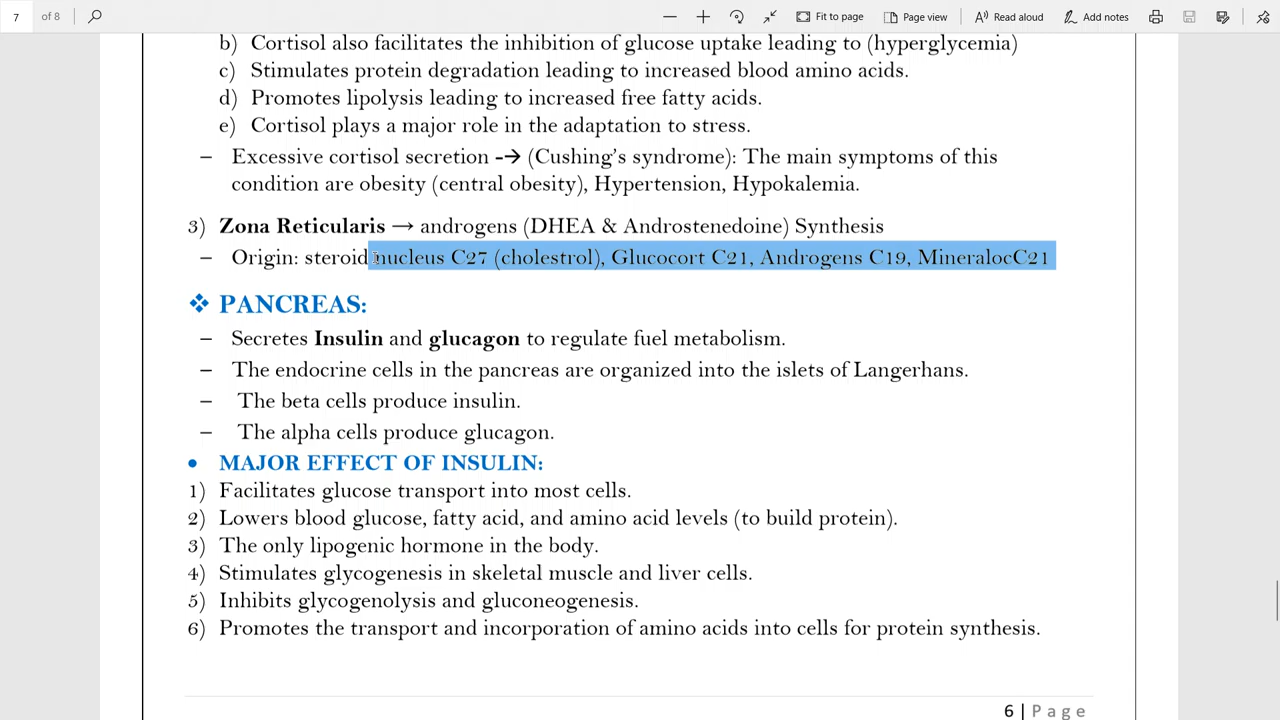 7 of 8 Fit to page Page view Read aloud Add notes
b) Cortisol also facilitates the inhibition of glucose uptake leading to (hyperglycemia)
c) Stimulates protein degradation leading to increased blood amino acids.
d) Promotes lipolysis leading to increased free fatty acids.
e) Cortisol plays a major role in the adaptation to stress.
– Excessive cortisol secretion -→ (Cushing's syndrome): The main symptoms of this
condition are obesity (central obesity), Hypertension, Hypokalemia.
3) Zona Reticularis → androgens (DHEA & Androstenedoine) Synthesis
– Origin: steroid nucleus C27 (cholestrol), Glucocort C21, Androgens C19, MineralocC21
❖ PANCREAS:
– Secretes Insulin and glucagon to regulate fuel metabolism.
– The endocrine cells in the pancreas are organized into the islets of Langerhans.
– The beta cells produce insulin.
– The alpha cells produce glucagon.
• MAJOR EFFECT OF INSULIN:
1) Facilitates glucose transport into most cells.
2) Lowers blood glucose, fatty acid, and amino acid levels (to build protein).
3) The only lipogenic hormone in the body.
4) Stimulates glycogenesis in skeletal muscle and liver cells.
5) Inhibits glycogenolysis and gluconeogenesis.
6) Promotes the transport and incorporation of amino acids into cells for protein synthesis.
6 | Page